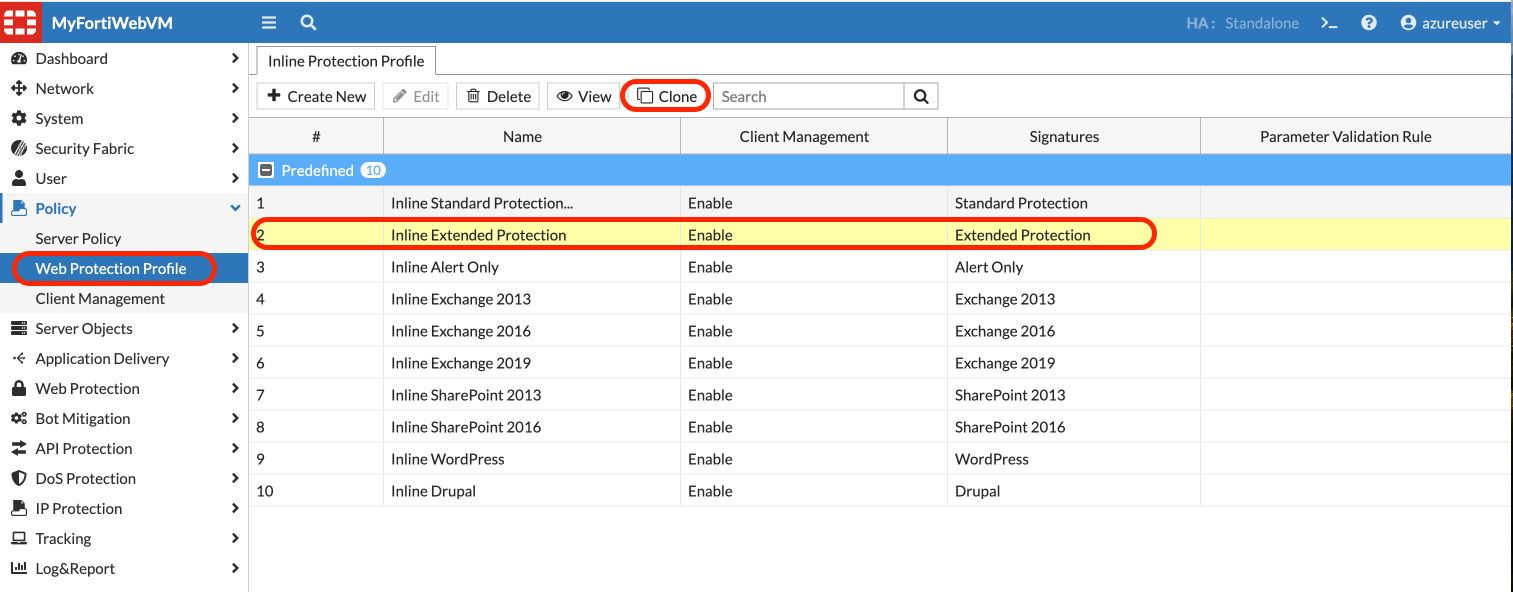 MyFortiWebVM
HA: Standalone >_ ? azureuser
Dashboard
Network
System
Security Fabric
User
Policy
Server Policy
Web Protection Profile
Client Management
Server Objects
Application Delivery
Web Protection
Bot Mitigation
API Protection
DoS Protection
IP Protection
Tracking
Log&Report
Inline Protection Profile
+ Create New Edit Delete View Clone Search
# Name Client Management Signatures Parameter Validation Rule
Predefined 10
1 Inline Standard Protection... Enable Standard Protection
2 Inline Extended Protection Enable Extended Protection
3 Inline Alert Only Enable Alert Only
4 Inline Exchange 2013 Enable Exchange 2013
5 Inline Exchange 2016 Enable Exchange 2016
6 Inline Exchange 2019 Enable Exchange 2019
7 Inline SharePoint 2013 Enable SharePoint 2013
8 Inline SharePoint 2016 Enable SharePoint 2016
9 Inline WordPress Enable WordPress
10 Inline Drupal Enable Drupal